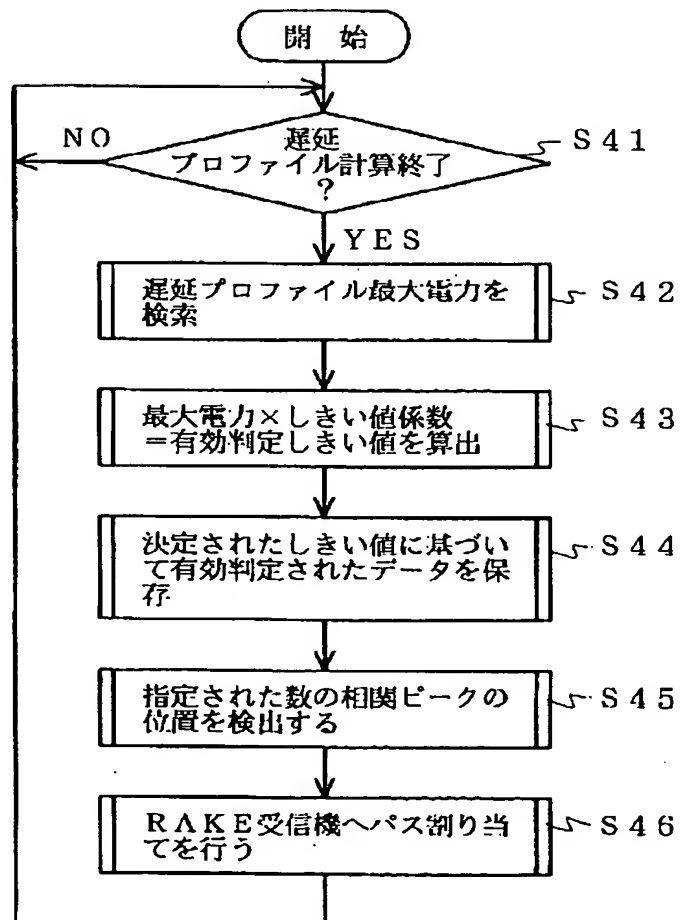 開 始
NO
遅延
プロファイル計算終了
?
S41
YES
遅延プロファイル最大電力を
検索
S42
最大電力×しきい値係数
=有効判定しきい値を算出
S43
決定されたしきい値に基づい
て有効判定されたデータを保
存
S44
指定された数の相関ピークの
位置を検出する
S45
RAKE受信機へパス割り当
てを行う
S46